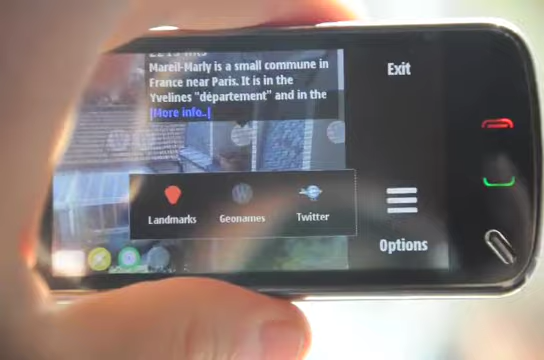 Mareil-Marly is a small commune in
France near Paris. It is in the
Yvelines "département" and in the
[More info..]
Exit
Landmarks
Geonames
Twitter
Options